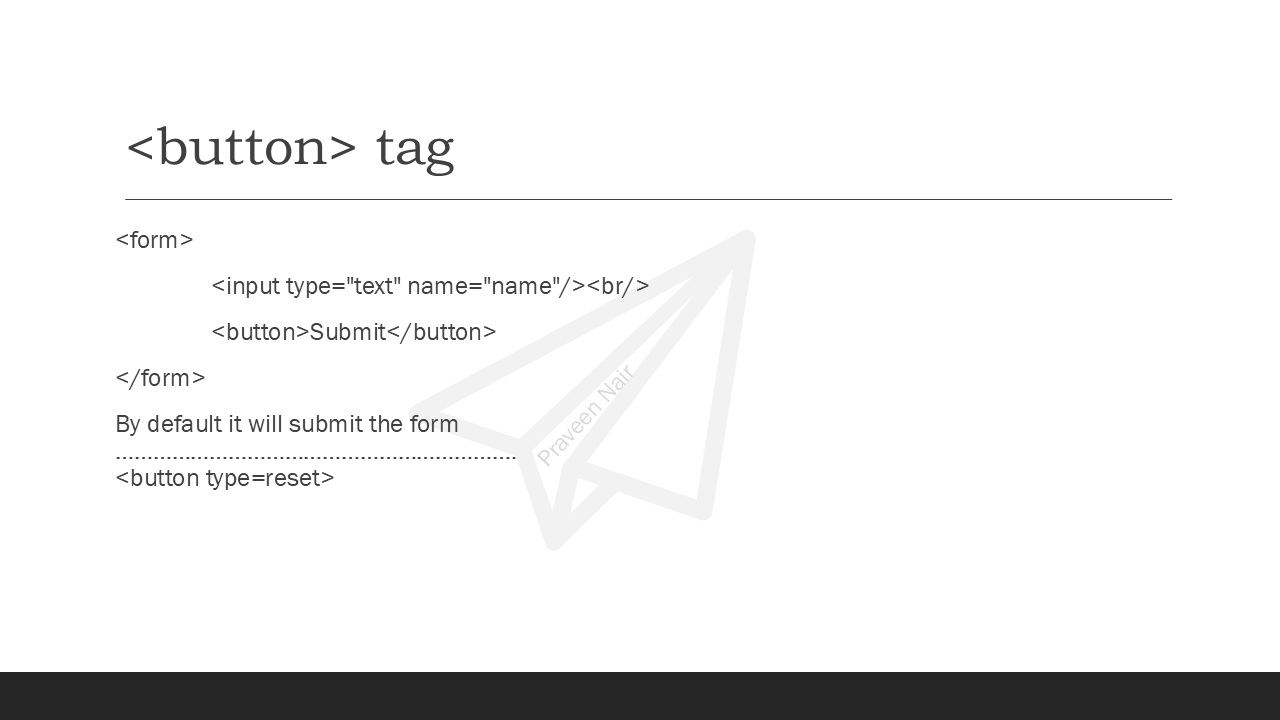 <button> tag
<form>
<input type="text" name="name"/><br/>
<button>Submit</button>
</form>
By default it will submit the form
<button type=reset>
Praveen Nair